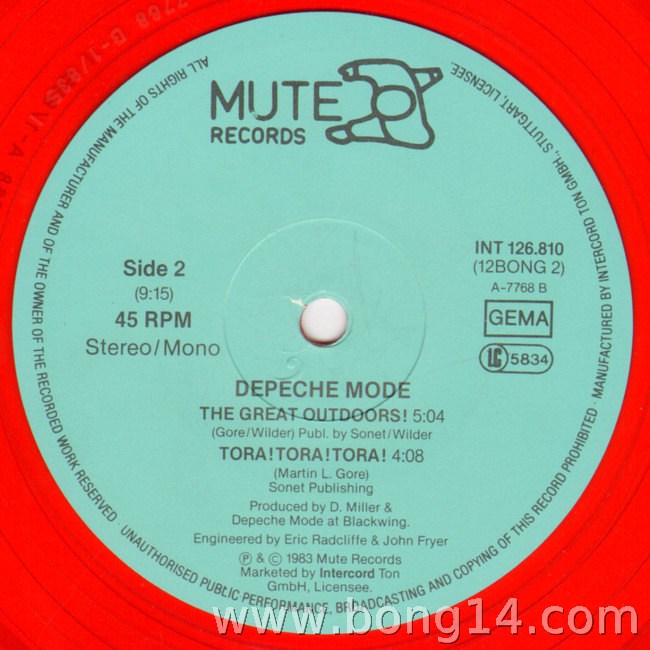 MUTE
RECORDS
Side 2
(9:15)
45 RPM
Stereo/Mono
INT 126.810
(12BONG 2)
A-7768 B
GEMA
LC 5834
DEPECHE MODE
THE GREAT OUTDOORS! 5:04
(Gore/Wilder) Publ. by Sonet/Wilder
TORA!TORA!TORA! 4:08
(Martin L. Gore)
Sonet Publishing
Produced by D. Miller &
Depeche Mode at Blackwing.
Engineered by Eric Radcliffe & John Fryer
Ⓟ & © 1983 Mute Records
Marketed by Intercord Ton
GmbH, Licensee.
ALL RIGHTS OF THE MANUFACTURER AND OF THE OWNER OF THE RECORDED WORK RESERVED · UNAUTHORISED PUBLIC PERFORMANCE, BROADCASTING AND COPYING OF THIS RECORD PROHIBITED · MANUFACTURED BY INTERCORD TON GMBH., STUTTGART, LICENSEE.
www.bong14.com